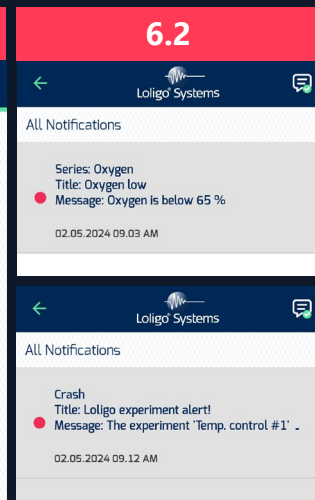 6.2
Loligo® Systems
All Notifications
Series: Oxygen
Title: Oxygen low
Message: Oxygen is below 65 %
02.05.2024 09.03 AM
Loligo® Systems
All Notifications
Crash
Title: Loligo experiment alert!
Message: The experiment 'Temp. control #1' -
02.05.2024 09.12 AM